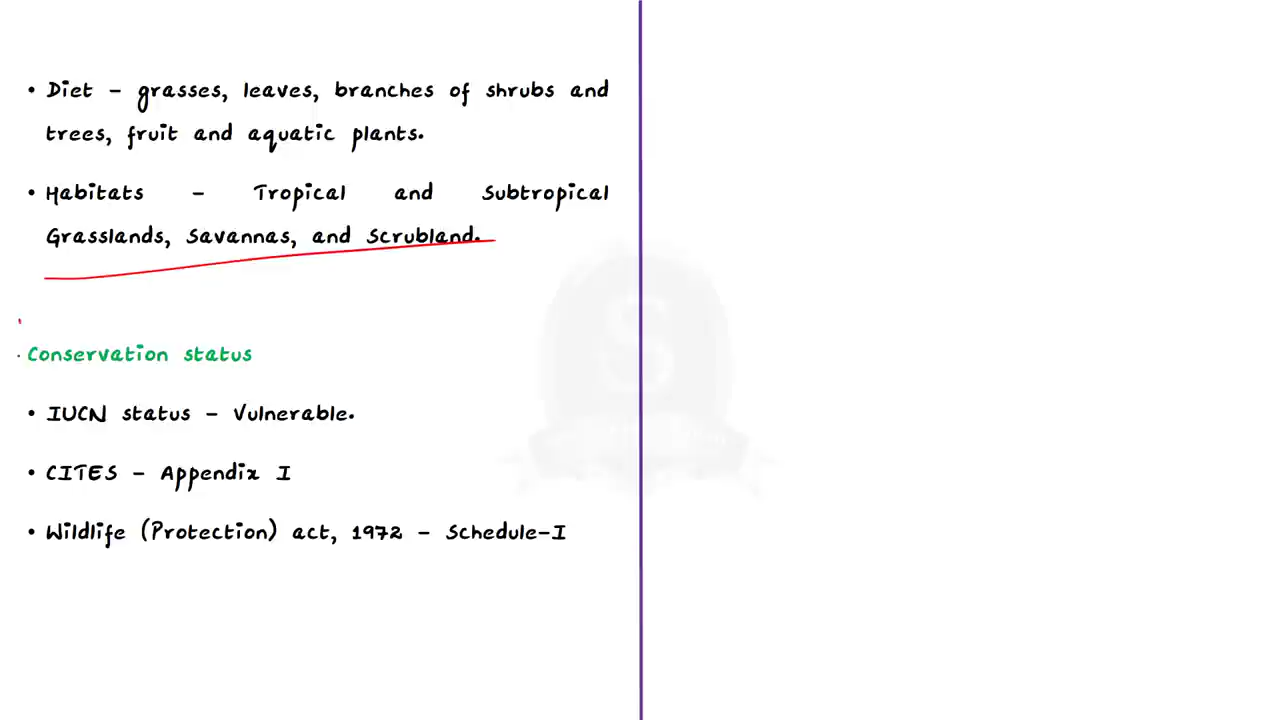 • Diet – grasses, leaves, branches of shrubs and
trees, fruit and aquatic plants.
• Habitats – Tropical and Subtropical
Grasslands, Savannas, and Scrubland.
Conservation status
• IUCN status – Vulnerable.
• CITES – Appendix I
• Wildlife (Protection) act, 1972 – Schedule-I